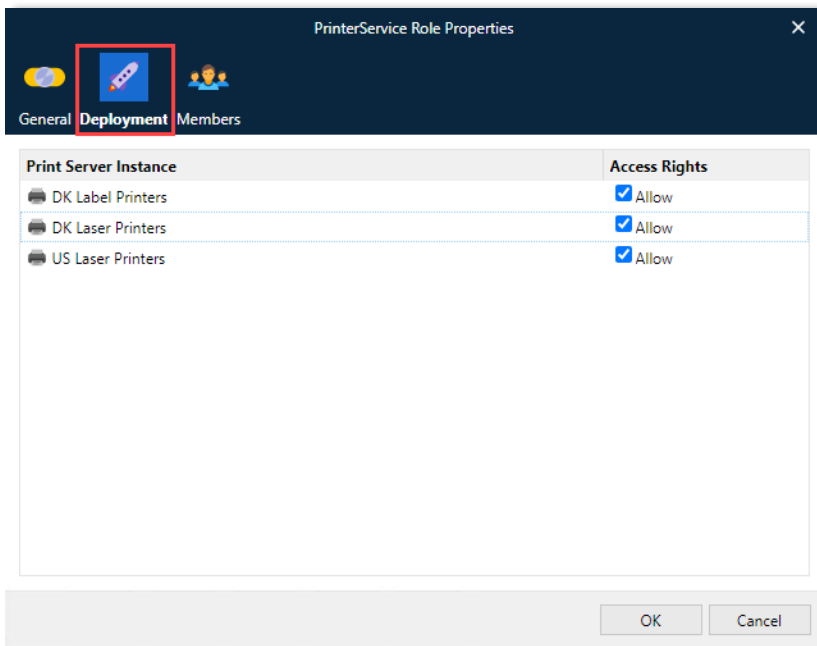 PrinterService Role Properties
General Deployment Members
Print Server Instance Access Rights
DK Label Printers Allow
DK Laser Printers Allow
US Laser Printers Allow
OK Cancel